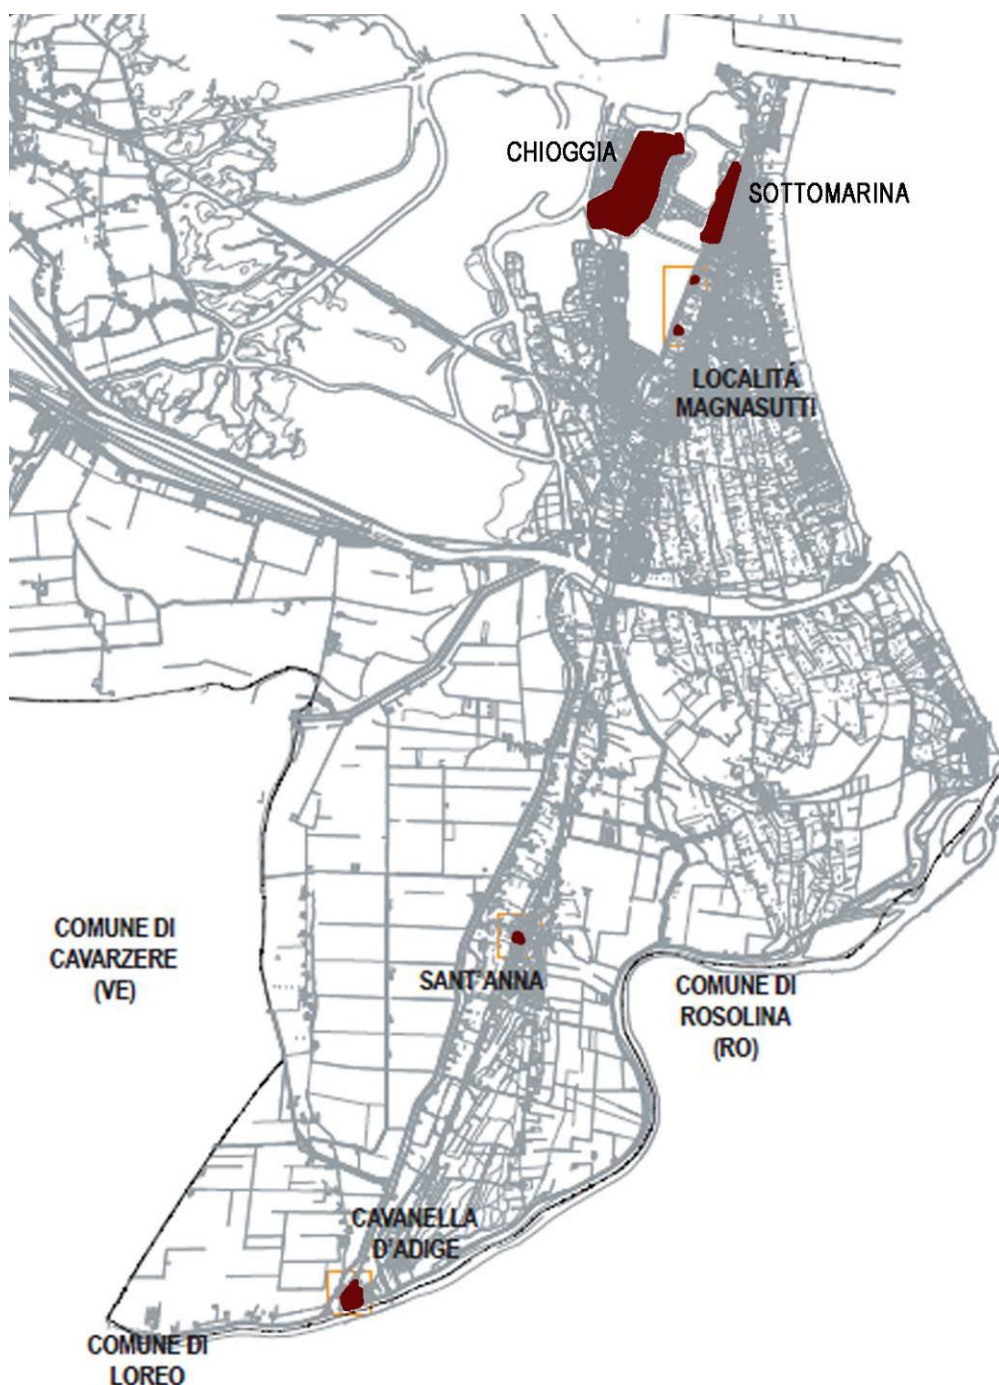 CHIOGGIA
SOTTOMARINA
LOCALITÁ
MAGNASUTTI
COMUNE DI
CAVARZERE
(VE)
SANT'ANNA
COMUNE DI
ROSOLINA
(RO)
CAVANELLA
D'ADIGE
COMUNE DI
LOREO